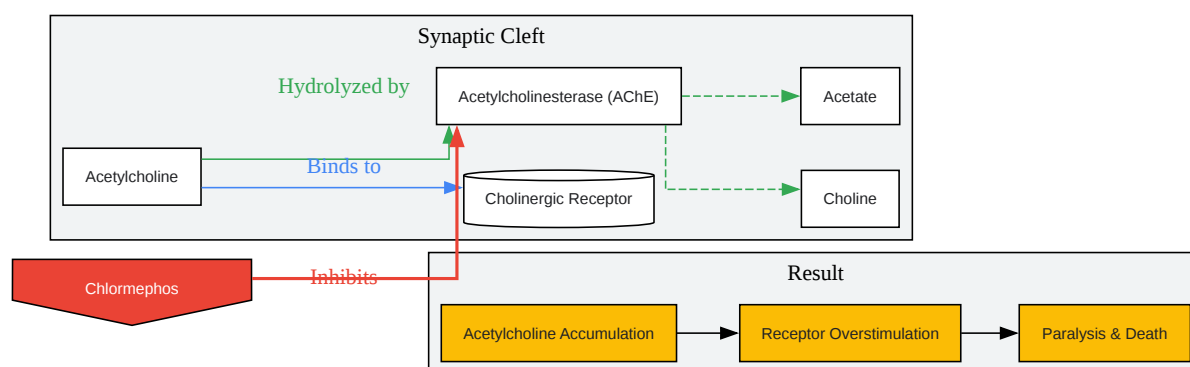 Synaptic Cleft
Hydrolyzed by
Acetylcholinesterase (AChE)
Acetate
Acetylcholine
Binds to
Cholinergic Receptor
Choline
Chlormephos
Inhibits
Result
Acetylcholine Accumulation
Receptor Overstimulation
Paralysis & Death